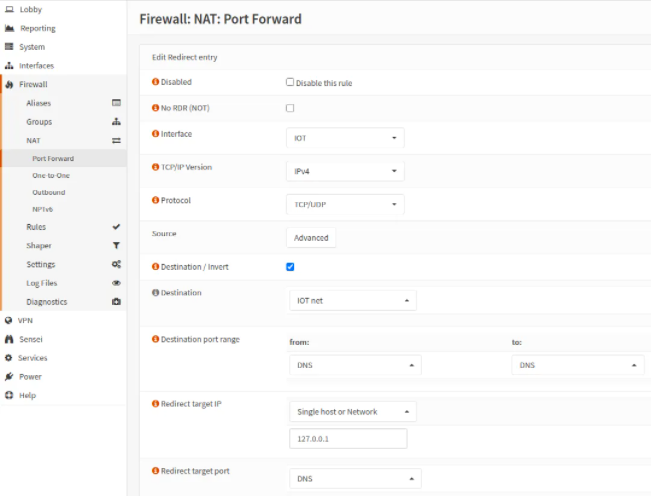 Lobby
Reporting
System
Interfaces
Firewall
Aliases
Groups
NAT
Port Forward
One-to-One
Outbound
NPTv6
Rules
Shaper
Settings
Log Files
Diagnostics
VPN
Sensei
Services
Power
Help
Firewall: NAT: Port Forward
Edit Redirect entry
Disabled Disable this rule
No RDR (NOT)
Interface IOT
TCP/IP Version IPv4
Protocol TCP/UDP
Source Advanced
Destination / Invert
Destination IOT net
Destination port range from: to:
DNS DNS
Redirect target IP Single host or Network
127.0.0.1
Redirect target port DNS